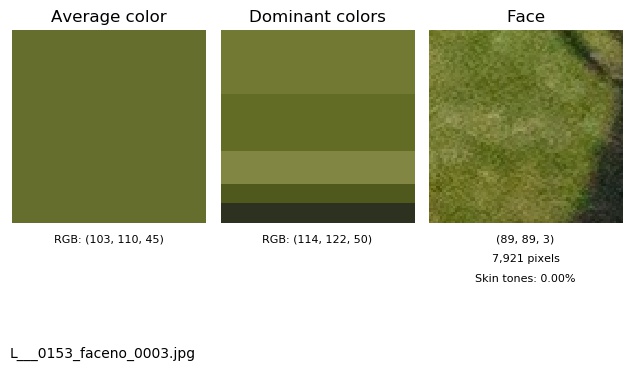 Average color
Dominant colors
Face
RGB: (103, 110, 45)
RGB: (114, 122, 50)
(89, 89, 3)
7,921 pixels
Skin tones: 0.00%
L___0153_faceno_0003.jpg